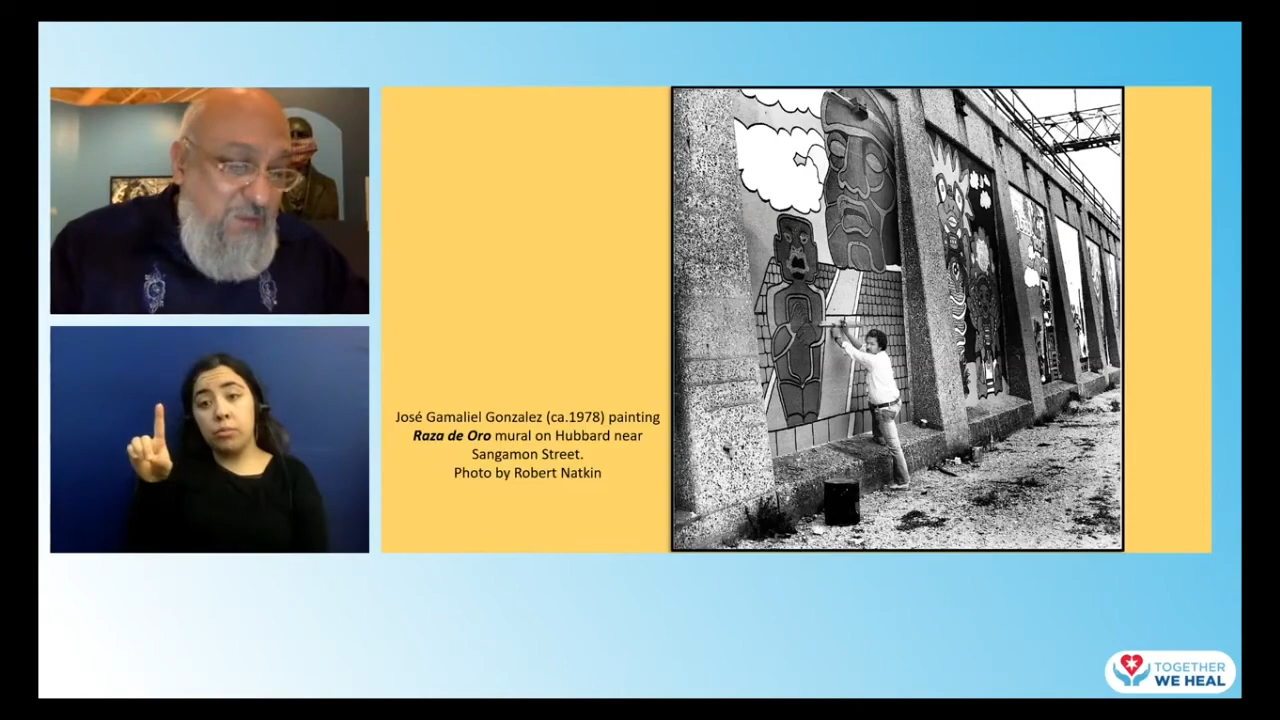 José Gamaliel Gonzalez (ca.1978) painting
Raza de Oro mural on Hubbard near
Sangamon Street.
Photo by Robert Natkin
TOGETHER
WE HEAL